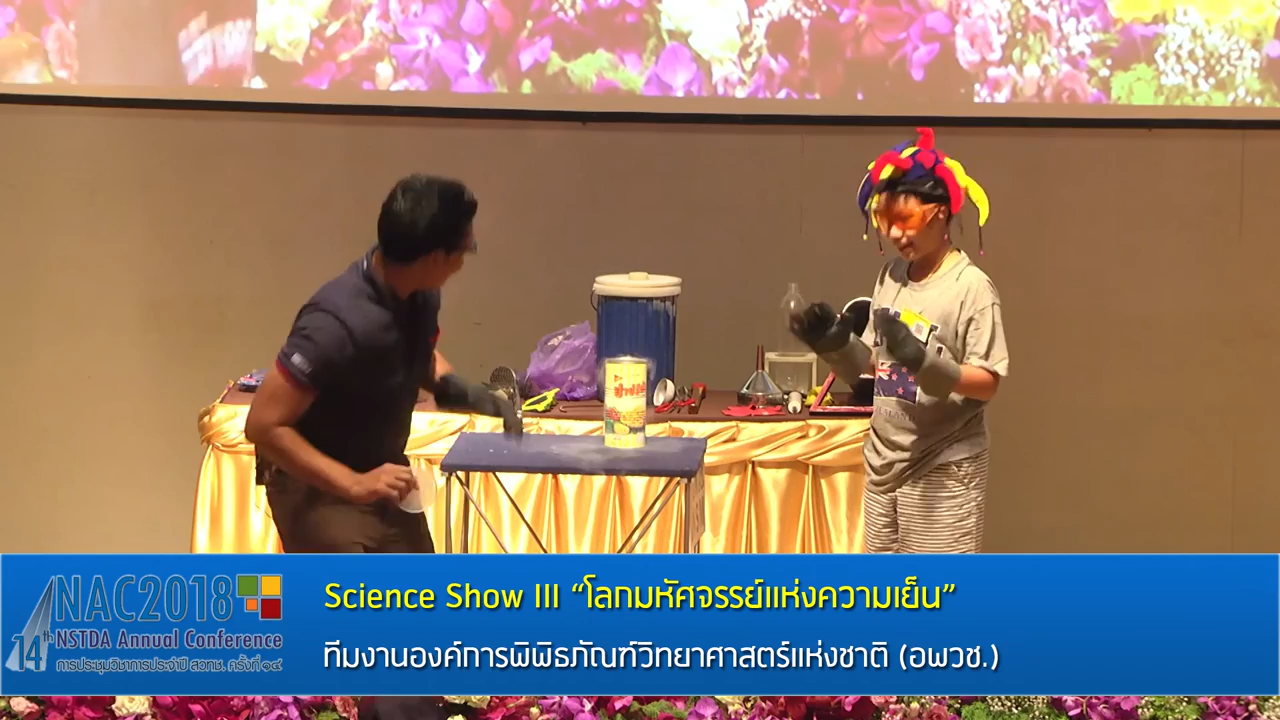 NAC2018
14th NSTDA Annual Conference
การประชุมวิชาการประจำปี สวทช. ครั้งที่ ๑๔
Science Show III “โลกมหัศจรรย์แห่งความเย็น”
ทีมงานองค์การพิพิธภัณฑ์วิทยาศาสตร์แห่งชาติ (อพวช.)